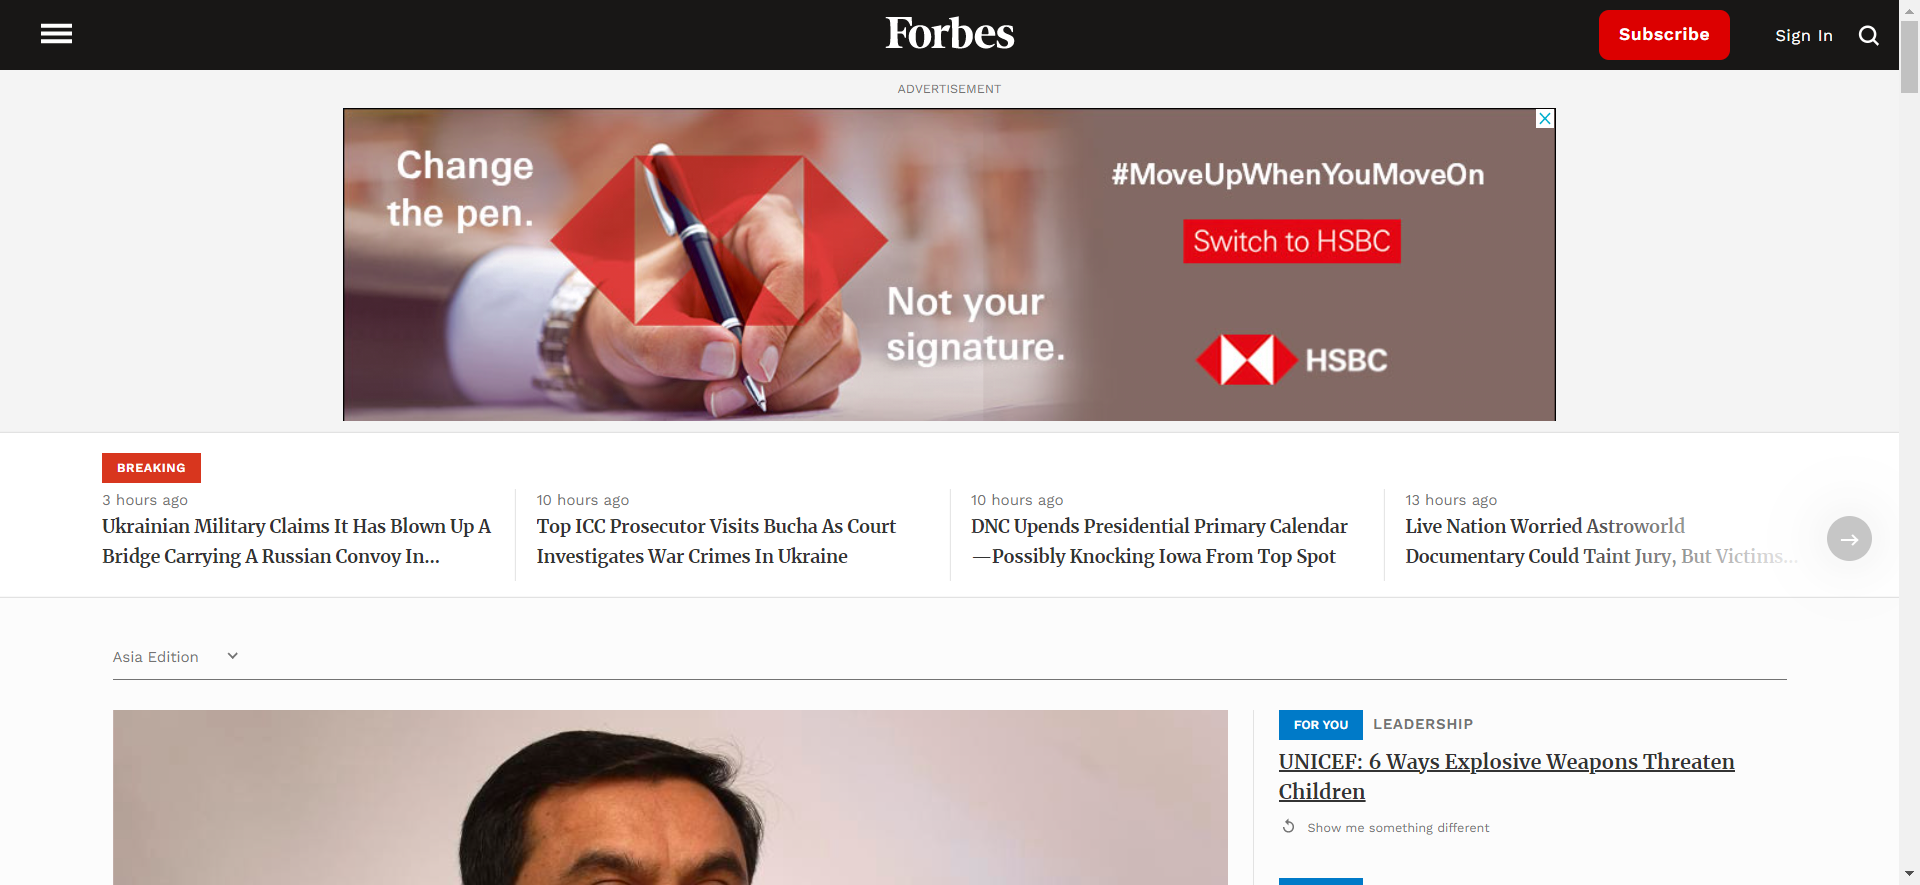 Forbes
Subscribe
Sign In
ADVERTISEMENT
Change
the pen.
Not your
signature.
#MoveUpWhenYouMoveOn
Switch to HSBC
HSBC
BREAKING
3 hours ago
Ukrainian Military Claims It Has Blown Up A
Bridge Carrying A Russian Convoy In...
10 hours ago
Top ICC Prosecutor Visits Bucha As Court
Investigates War Crimes In Ukraine
10 hours ago
DNC Upends Presidential Primary Calendar
—Possibly Knocking Iowa From Top Spot
13 hours ago
Live Nation Worried Astroworld
Documentary Could Taint Jury, But Victims...
Asia Edition
FOR YOU LEADERSHIP
UNICEF: 6 Ways Explosive Weapons Threaten
Children
Show me something different